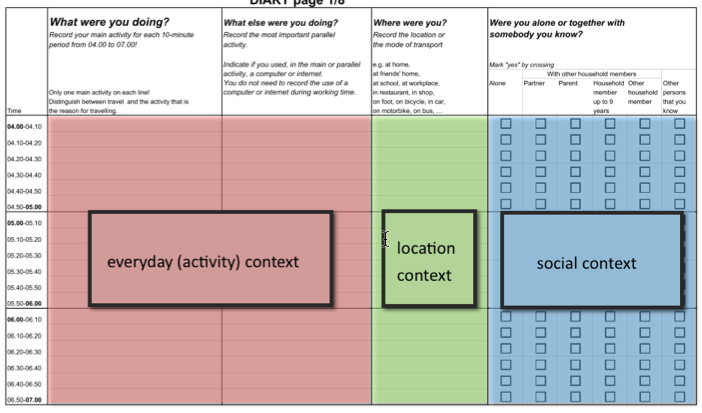 DIARY page 1/8
What were you doing?
Record your main activity for each 10-minute
period from 04.00 to 07.00!
Only one main activity on each line!
Distinguish between travel and the activity that is
the reason for travelling.
What else were you doing?
Record the most important parallel
activity.
Indicate if you used, in the main or parallel
activity, a computer or internet.
You do not need to record the use of a
computer or internet during working time.
Where were you?
Record the location or
the mode of transport
e.g. at home,
at friends' home,
at school, at workplace,
in restaurant, in shop,
on foot, on bicycle, in car,
on motorbike, on bus, ...
Were you alone or together with
somebody you know?
Mark "yes" by crossing
With other household members
Alone
Partner
Parent
Household
member
up to 9
years
Other
household
member
Other
persons
that you
know
Time
04.00-04.10
04.10-04.20
04.20-04.30
04.30-04.40
04.40-04.50
04.50-05.00
05.00-05.10
05.10-05.20
05.20-05.30
05.30-05.40
05.40-05.50
05.50-06.00
everyday (activity) context
location
context
social context
06.00-06.10
06.10-06.20
06.20-06.30
06.30-06.40
06.40-06.50
06.50-07.00